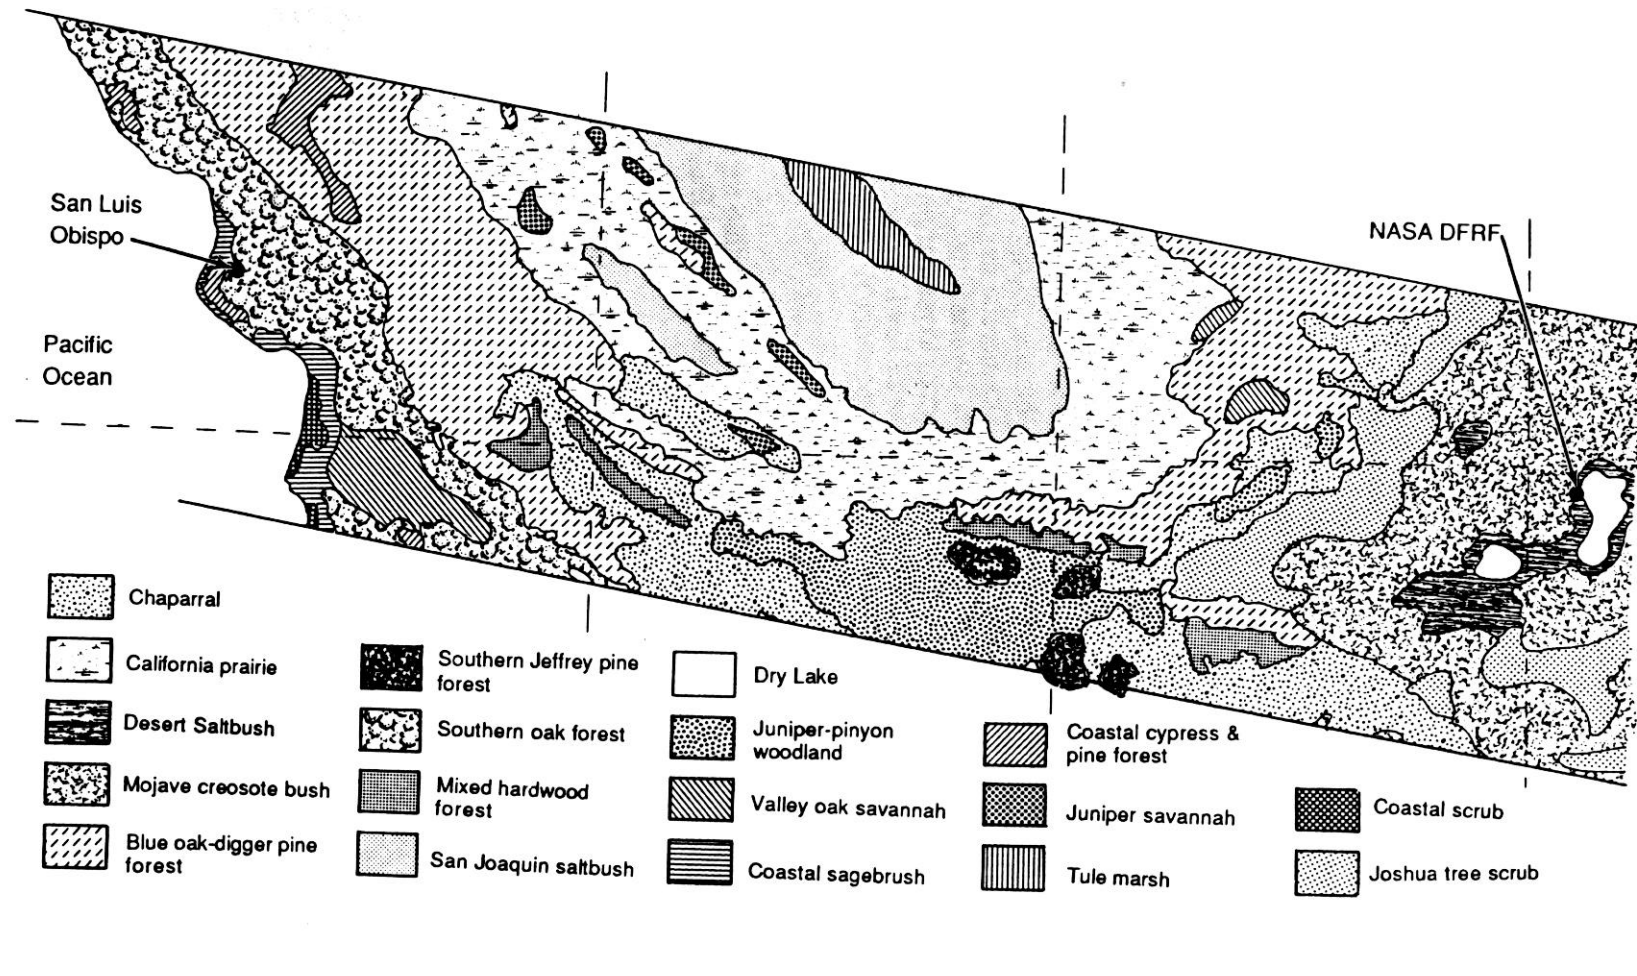 San Luis
Obispo
NASA DFRF
Pacific
Ocean
Chaparral
California prairie
Desert Saltbush
Mojave creosote bush
Blue oak-digger pine
forest
Southern Jeffrey pine
forest
Southern oak forest
Mixed hardwood
forest
San Joaquin saltbush
Dry Lake
Juniper-pinyon
woodland
Valley oak savannah
Coastal sagebrush
Coastal cypress &
pine forest
Juniper savannah
Tule marsh
Coastal scrub
Joshua tree scrub